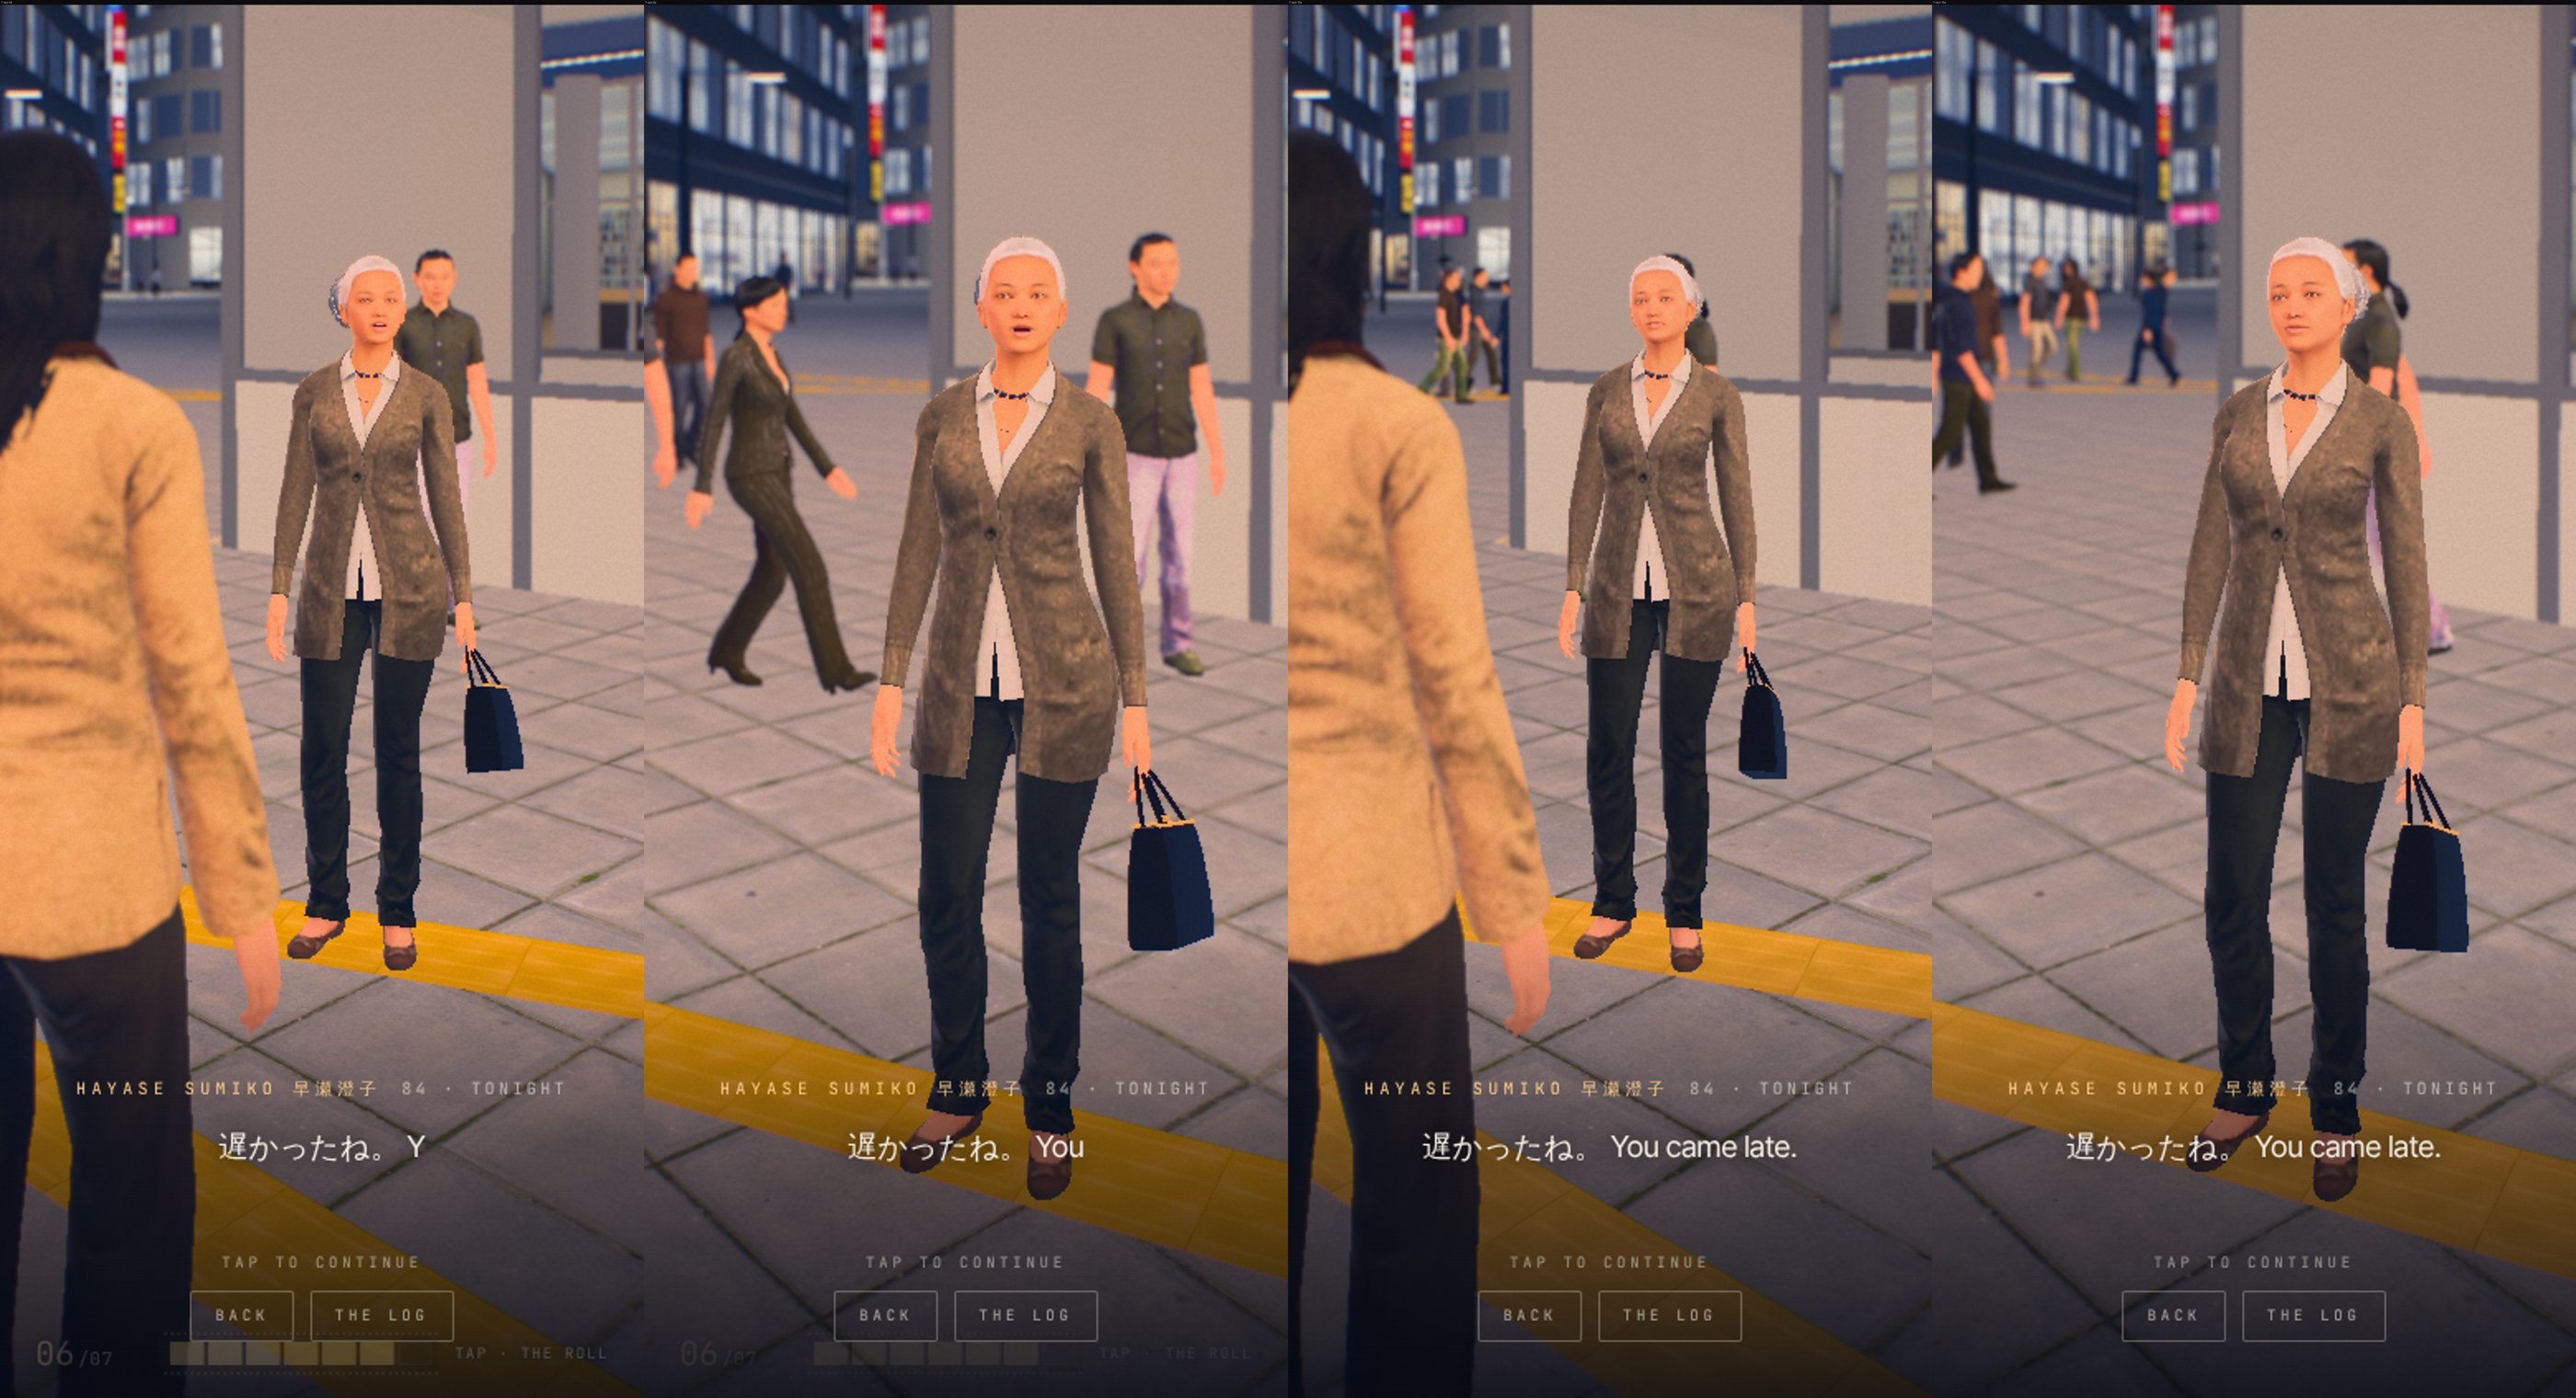 HAYASE SUMIKO 早瀬澄子 84 · TONIGHT
遅かったね。 Y
TAP TO CONTINUE
BACK
THE LOG
06/07
TAP · THE ROLL
HAYASE SUMIKO 早瀬澄子 84 · TONIGHT
遅かったね。 You
TAP TO CONTINUE
BACK
THE LOG
06/07
TAP · THE ROLL
HAYASE SUMIKO 早瀬澄子 84 · TONIGHT
遅かったね。 You came late.
TAP TO CONTINUE
BACK
THE LOG
HAYASE SUMIKO 早瀬澄子 84 · TONIGHT
遅かったね。 You came late.
TAP TO CONTINUE
BACK
THE LOG